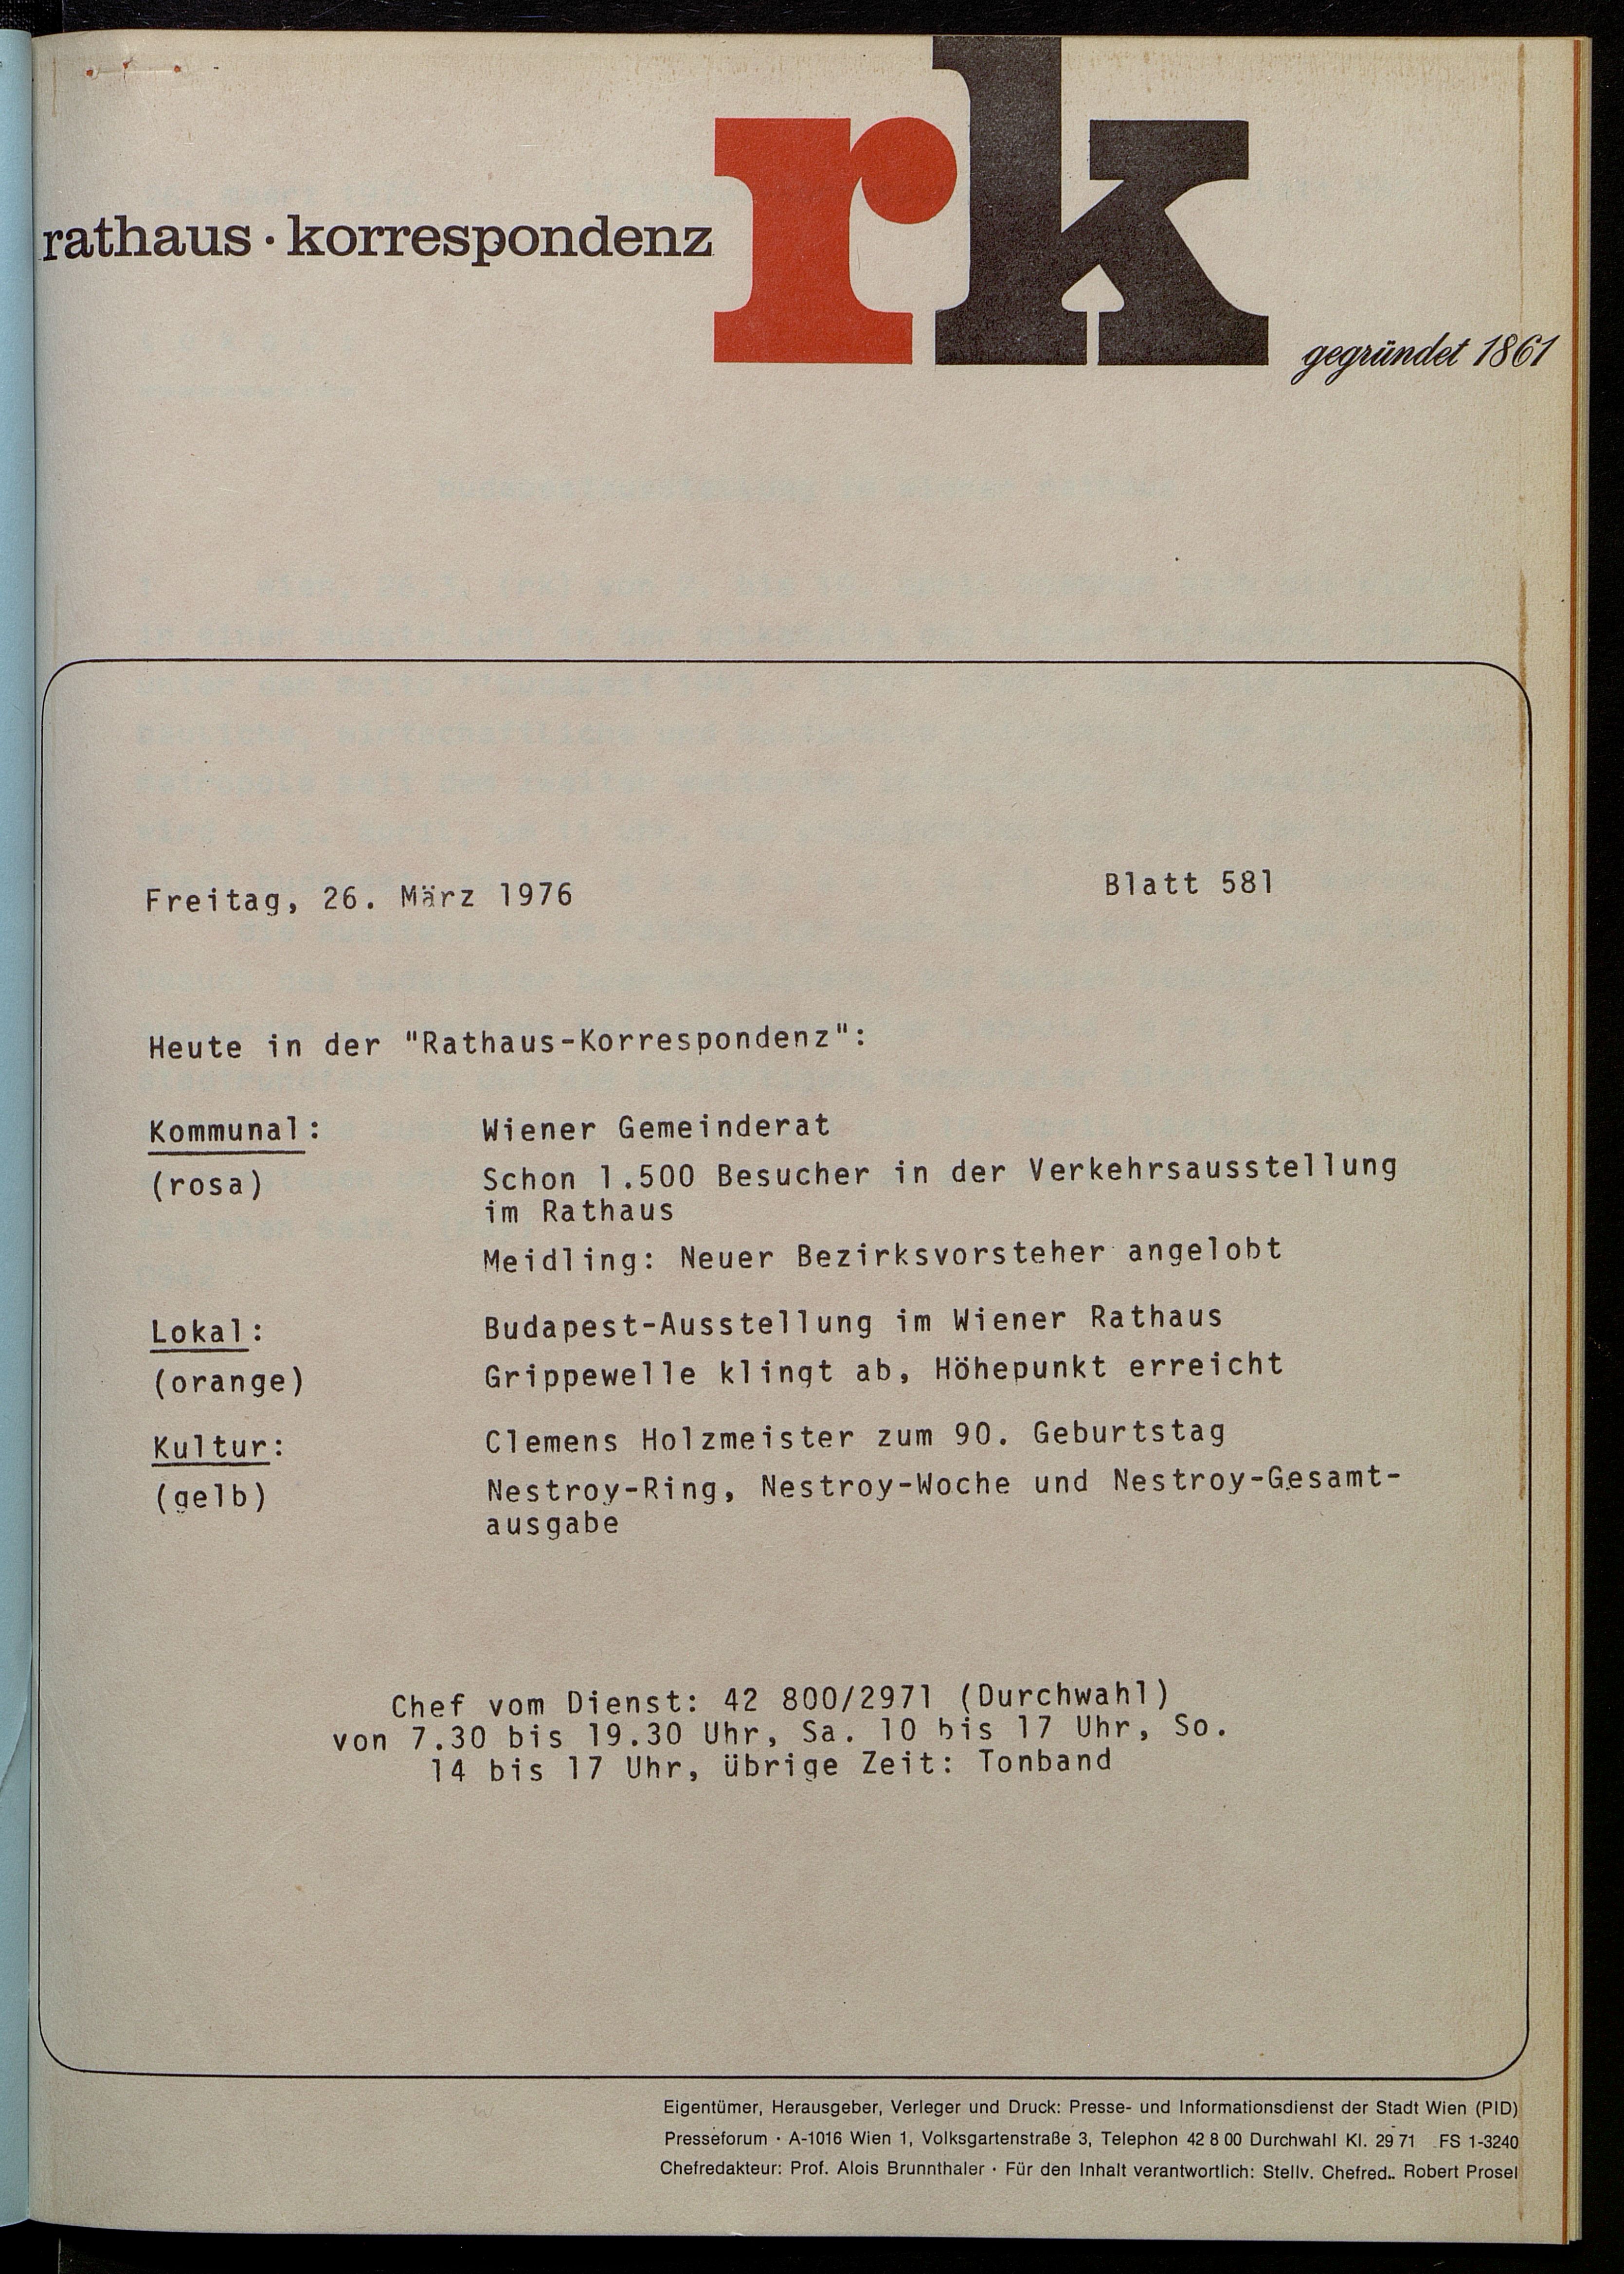 rathaus · korrespondenz
rk
gegründet 1861
Freitag, 26. März 1976 Blatt 581
Heute in der "Rathaus-Korrespondenz":
Kommunal: Wiener Gemeinderat
(rosa) Schon 1.500 Besucher in der Verkehrsausstellung
im Rathaus
Meidling: Neuer Bezirksvorsteher angelobt
Lokal: Budapest-Ausstellung im Wiener Rathaus
(orange) Grippewelle klingt ab, Höhepunkt erreicht
Kultur: Clemens Holzmeister zum 90. Geburtstag
(gelb) Nestroy-Ring, Nestroy-Woche und Nestroy-Gesamt-
ausgabe
Chef vom Dienst: 42 800/2971 (Durchwahl)
von 7.30 bis 19.30 Uhr, Sa. 10 bis 17 Uhr, So.
14 bis 17 Uhr, übrige Zeit: Tonband
Eigentümer, Herausgeber, Verleger und Druck: Presse- und Informationsdienst der Stadt Wien (PID)
Presseforum · A-1016 Wien 1, Volksgartenstraße 3, Telephon 42 8 00 Durchwahl Kl. 29 71 FS 1-3240
Chefredakteur: Prof. Alois Brunnthaler · Für den Inhalt verantwortlich: Stellv. Chefred.. Robert Prosel